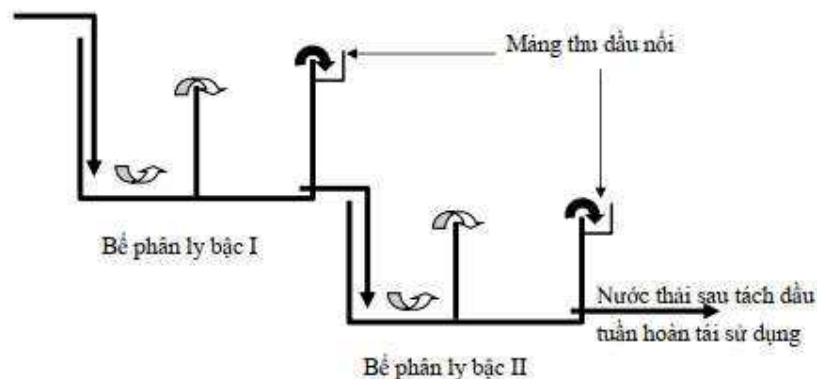 Máng thu dầu nổi
Bể phân ly bậc I
Nước thải sau tách dầu
tuần hoàn tái sử dụng
Bể phân ly bậc II